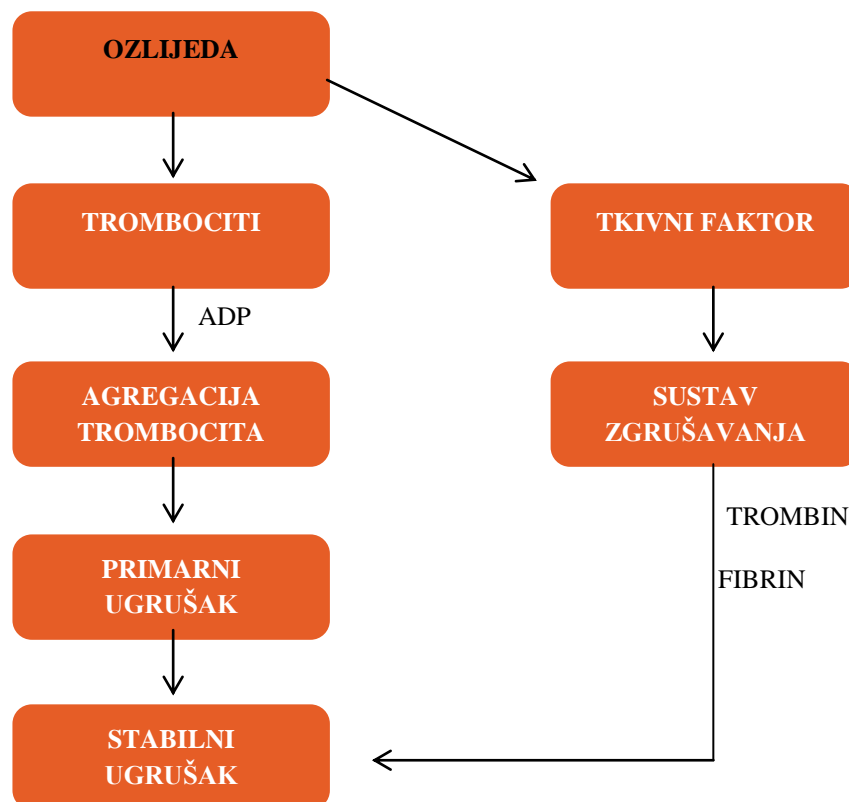 OZLIJEDA
TROMBOCITI
TKIVNI FAKTOR
ADP
AGREGACIJA
TROMBOCITA
SUSTAV
ZGRUŠAVANJA
TROMBIN
PRIMARNI
UGRUŠAK
FIBRIN
STABILNI
UGRUŠAK